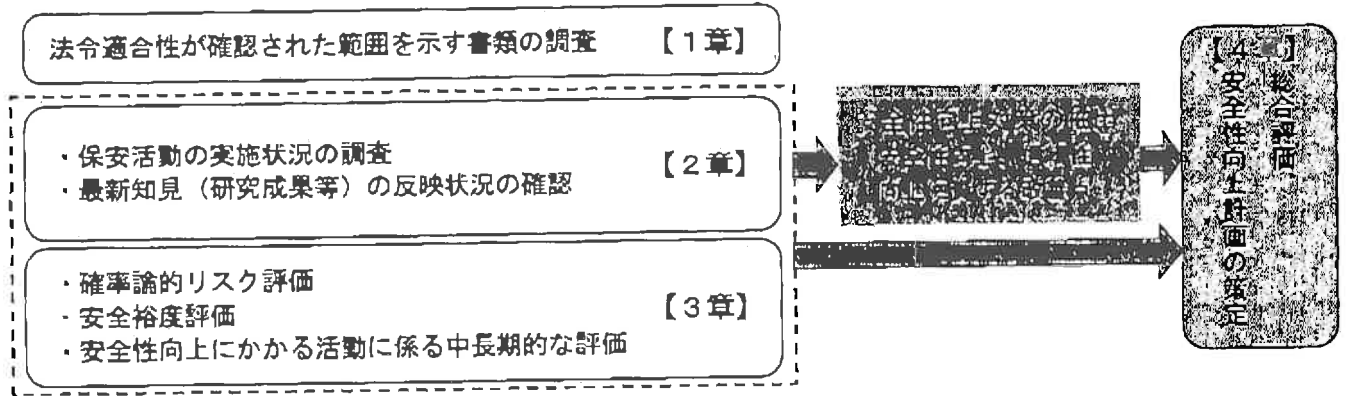 法令適合性が確認された範囲を示す書類の調査 【1章】
・保安活動の実施状況の調査
・最新知見（研究成果等）の反映状況の確認
【2章】
・確率論的リスク評価
・安全裕度評価
・安全性向上にかかる活動に係る中長期的な評価
【3章】
【4 】総合評価
安全性向上計画の策定